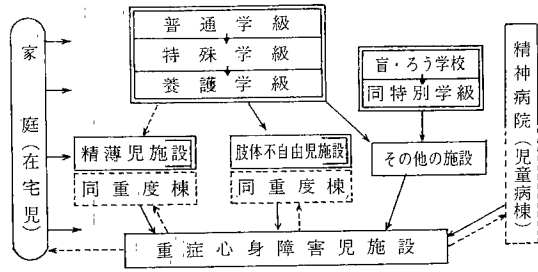 家庭(在宅児)
普通学級
特殊学級
養護学級
盲・ろう学校
同特別学級
精神病院(児童病棟)
精薄児施設
同重度棟
肢体不自由児施設
同重度棟
その他の施設
重症心身障害児施設